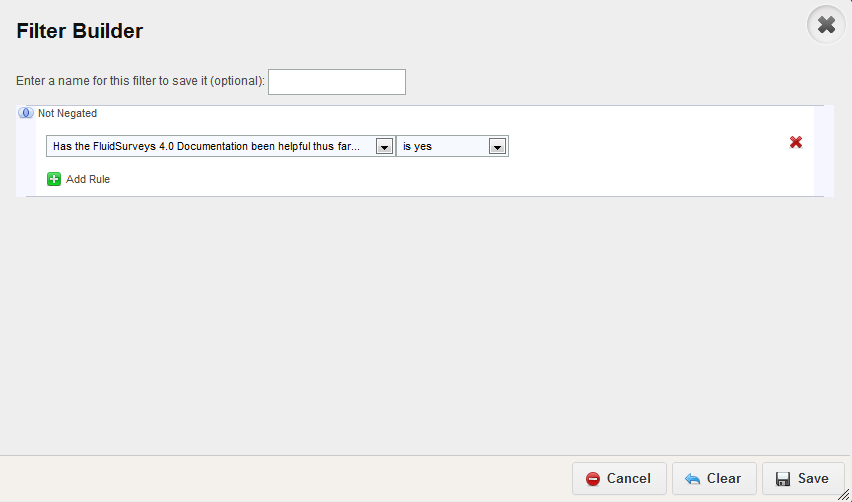 Filter Builder
Enter a name for this filter to save it (optional):
Not Negated
Has the FluidSurveys 4.0 Documentation been helpful thus far... is yes
Add Rule
Cancel Clear Save